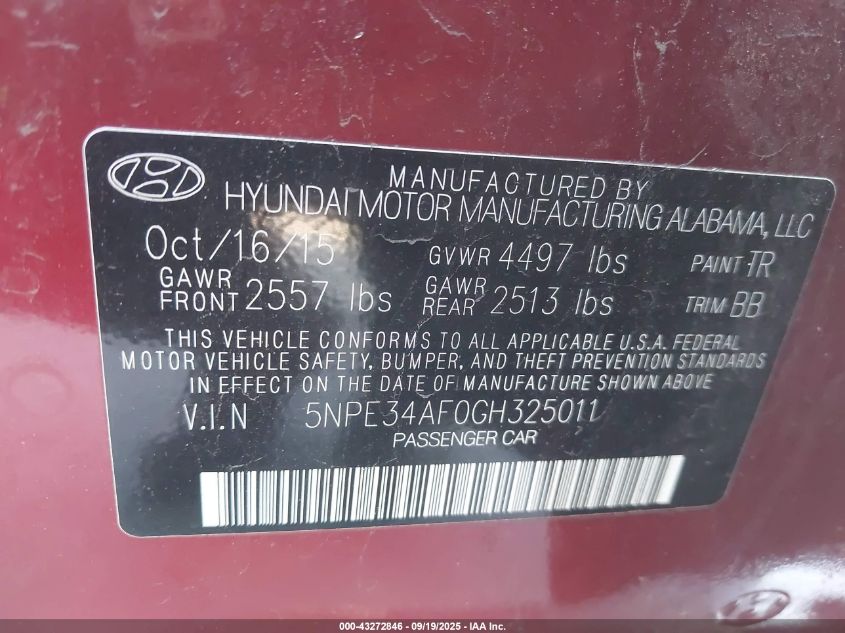 MANUFACTURED BY
HYUNDAI MOTOR MANUFACTURING ALABAMA, LLC
Oct/16/15 GVWR 4497 lbs PAINT TR
GAWR FRONT 2557 lbs GAWR REAR 2513 lbs TRIM BB
THIS VEHICLE CONFORMS TO ALL APPLICABLE U.S.A. FEDERAL
MOTOR VEHICLE SAFETY, BUMPER, AND THEFT PREVENTION STANDARDS
IN EFFECT ON THE DATE OF MANUFACTURE SHOWN ABOVE
V.I.N 5NPE34AF0GH325011
PASSENGER CAR
000-43272846 - 09/19/2025 - IAA Inc.